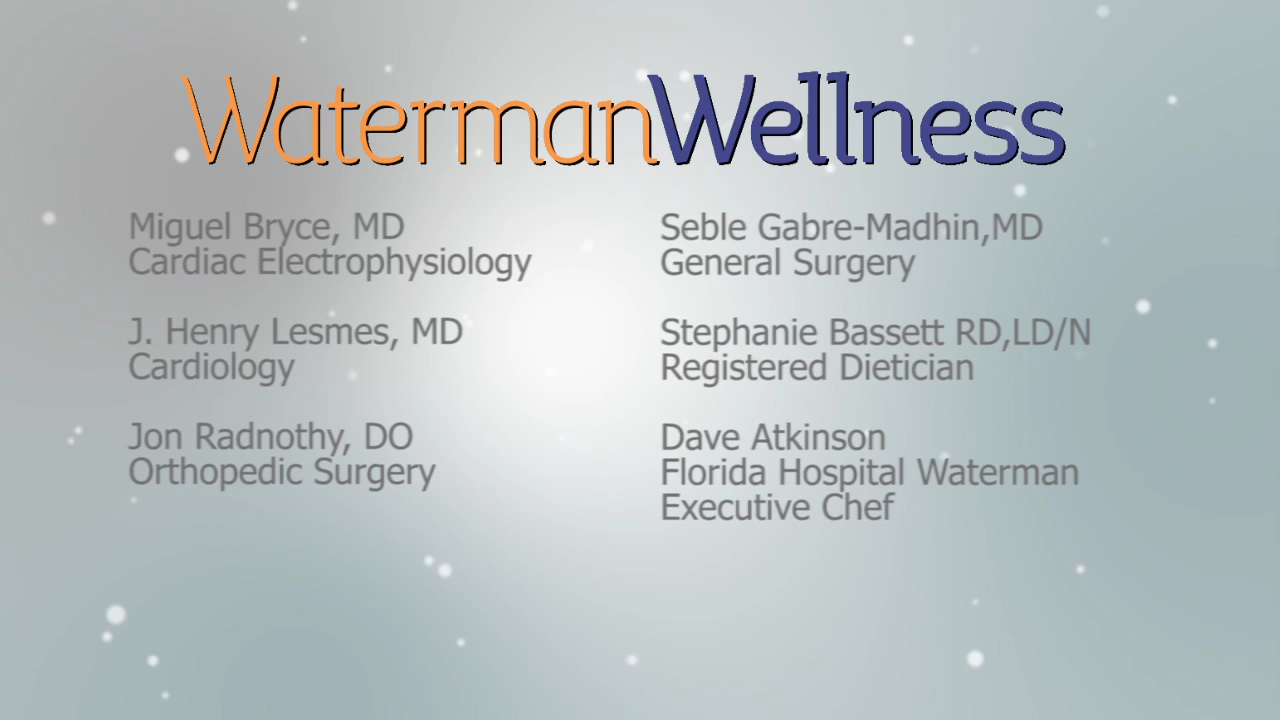 WatermanWellness
Miguel Bryce, MD
Cardiac Electrophysiology
J. Henry Lesmes, MD
Cardiology
Jon Radnothy, DO
Orthopedic Surgery
Seble Gabre-Madhin,MD
General Surgery
Stephanie Bassett RD,LD/N
Registered Dietician
Dave Atkinson
Florida Hospital Waterman
Executive Chef